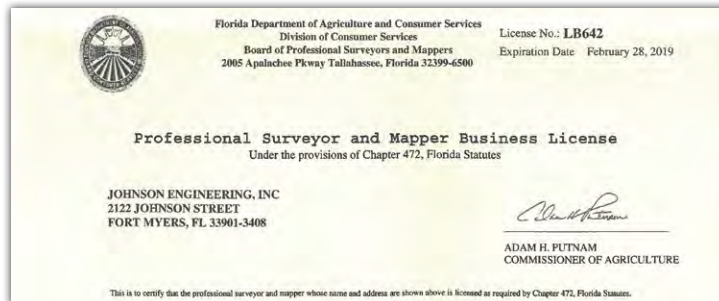 Florida Department of Agriculture and Consumer Services
Division of Consumer Services
Board of Professional Surveyors and Mappers
2005 Apalachee Pkway Tallahassee, Florida 32399-6500
License No.: LB642
Expiration Date February 28, 2019
Professional Surveyor and Mapper Business License
Under the provisions of Chapter 472, Florida Statutes
JOHNSON ENGINEERING, INC
2122 JOHNSON STREET
FORT MYERS, FL 33901-3408
ADAM H. PUTNAM
COMMISSIONER OF AGRICULTURE
This is to certify that the professional surveyor and mapper whose name and address are shown above is licensed as required by Chapter 472, Florida Statutes.